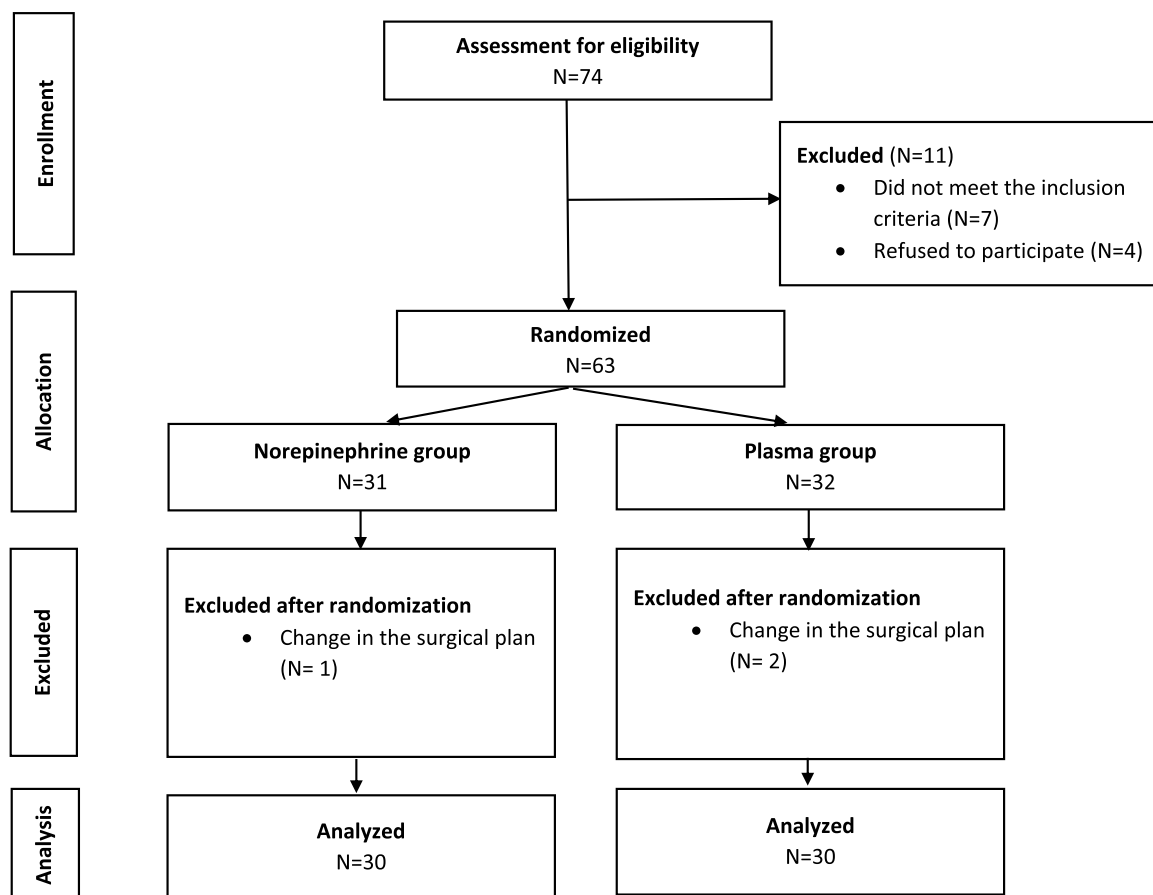 Enrollment
Assessment for eligibility
N=74
Excluded (N=11)
• Did not meet the inclusion
criteria (N=7)
• Refused to participate (N=4)
Allocation
Randomized
N=63
Norepinephrine group
N=31
Plasma group
N=32
Excluded
Excluded after randomization
• Change in the surgical plan
(N= 1)
Excluded after randomization
• Change in the surgical plan
(N= 2)
Analysis
Analyzed
N=30
Analyzed
N=30